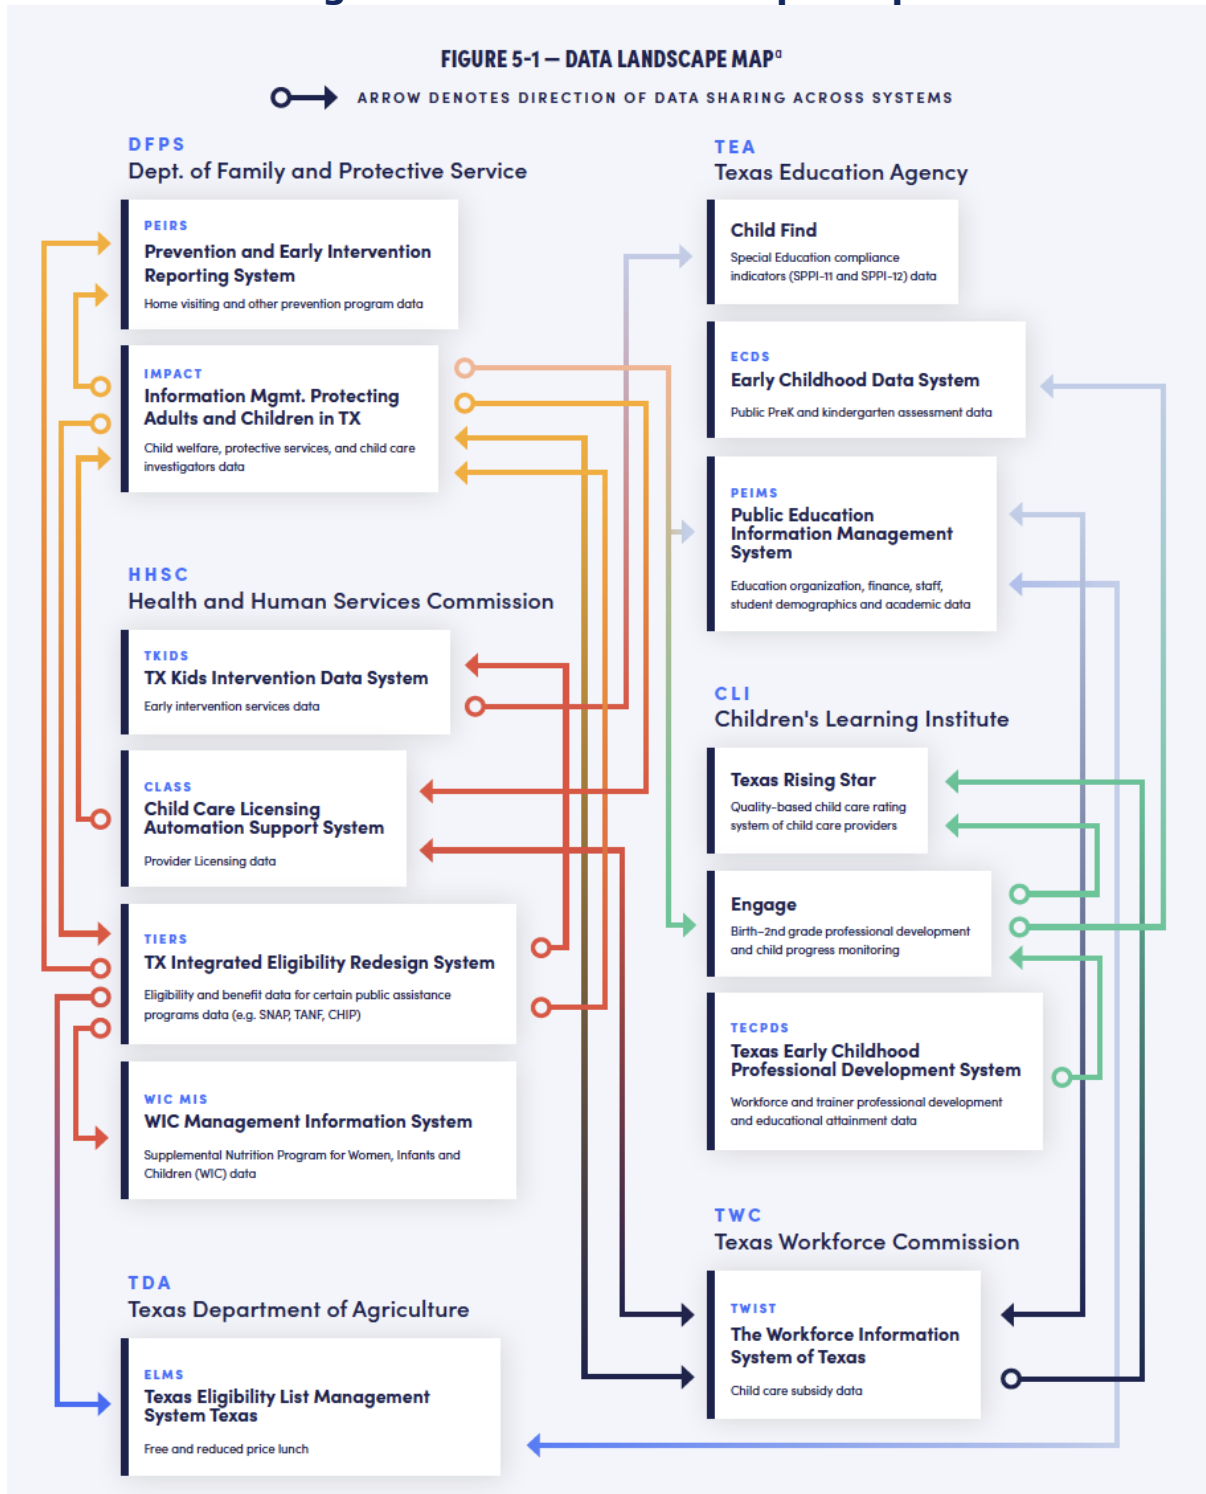 FIGURE 5-1 — DATA LANDSCAPE MAPᵃ
ARROW DENOTES DIRECTION OF DATA SHARING ACROSS SYSTEMS
DFPS
Dept. of Family and Protective Service
PEIRS
Prevention and Early Intervention
Reporting System
Home visiting and other prevention program data
IMPACT
Information Mgmt. Protecting
Adults and Children in TX
Child welfare, protective services, and child care
investigators data
HHSC
Health and Human Services Commission
TKIDS
TX Kids Intervention Data System
Early intervention services data
CLASS
Child Care Licensing
Automation Support System
Provider Licensing data
TIERS
TX Integrated Eligibility Redesign System
Eligibility and benefit data for certain public assistance
programs data (e.g. SNAP, TANF, CHIP)
WIC MIS
WIC Management Information System
Supplemental Nutrition Program for Women, Infants and
Children (WIC) data
TDA
Texas Department of Agriculture
ELMS
Texas Eligibility List Management
System Texas
Free and reduced price lunch
TEA
Texas Education Agency
Child Find
Special Education compliance
indicators (SPPI-11 and SPPI-12) data
ECDS
Early Childhood Data System
Public PreK and kindergarten assessment data
PEIMS
Public Education
Information Management
System
Education organization, finance, staff,
student demographics and academic data
CLI
Children's Learning Institute
Texas Rising Star
Quality-based child care rating
system of child care providers
Engage
Birth–2nd grade professional development
and child progress monitoring
TECPDS
Texas Early Childhood
Professional Development System
Workforce and trainer professional development
and educational attainment data
TWC
Texas Workforce Commission
TWIST
The Workforce Information
System of Texas
Child care subsidy data